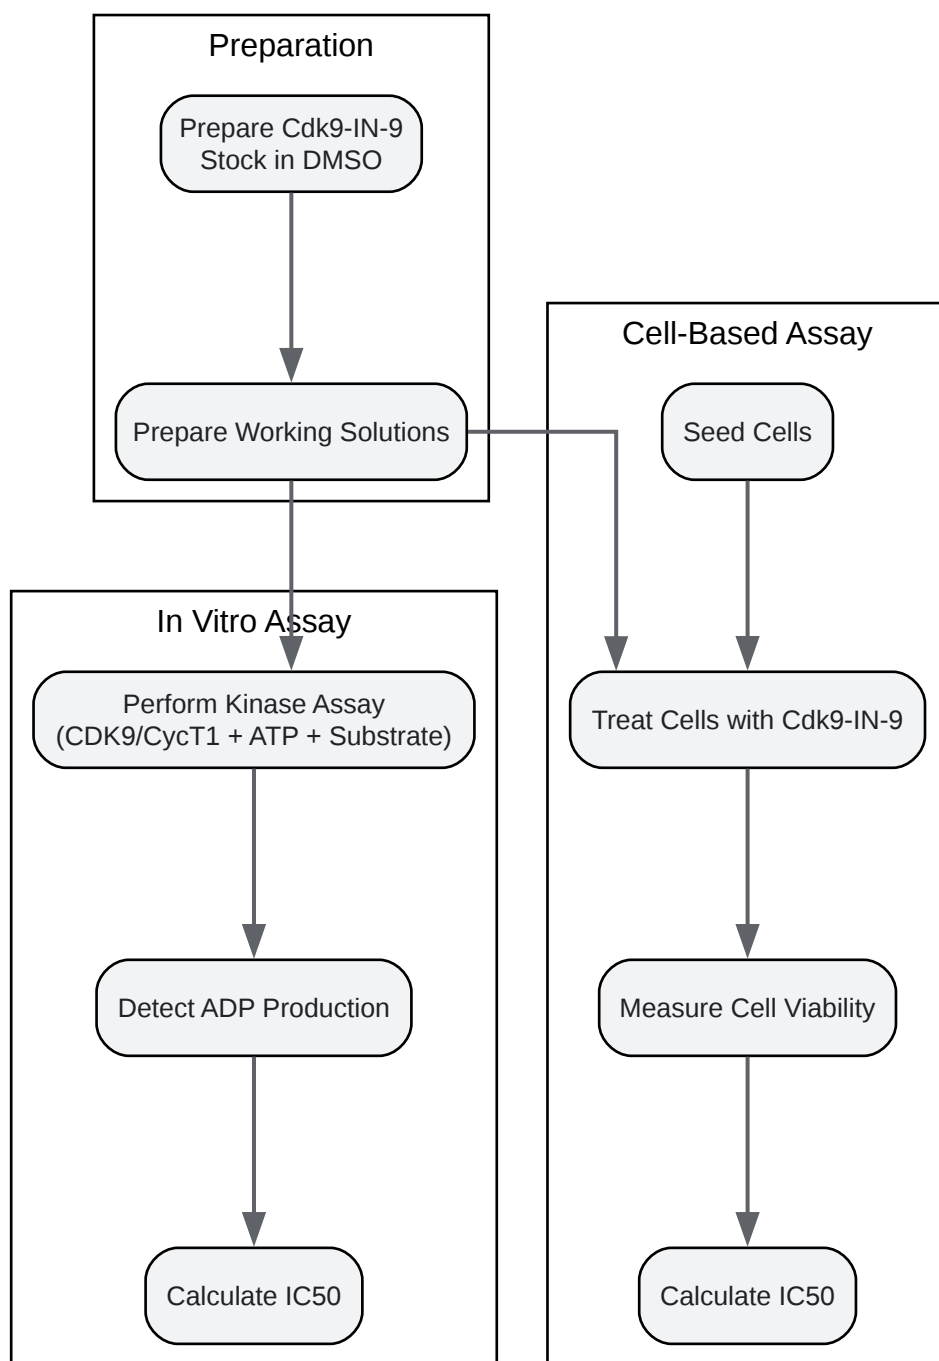 Preparation
Prepare Cdk9-IN-9
Stock in DMSO
Prepare Working Solutions
Cell-Based Assay
Seed Cells
In Vitro Assay
Perform Kinase Assay
(CDK9/CycT1 + ATP + Substrate)
Treat Cells with Cdk9-IN-9
Detect ADP Production
Measure Cell Viability
Calculate IC50
Calculate IC50